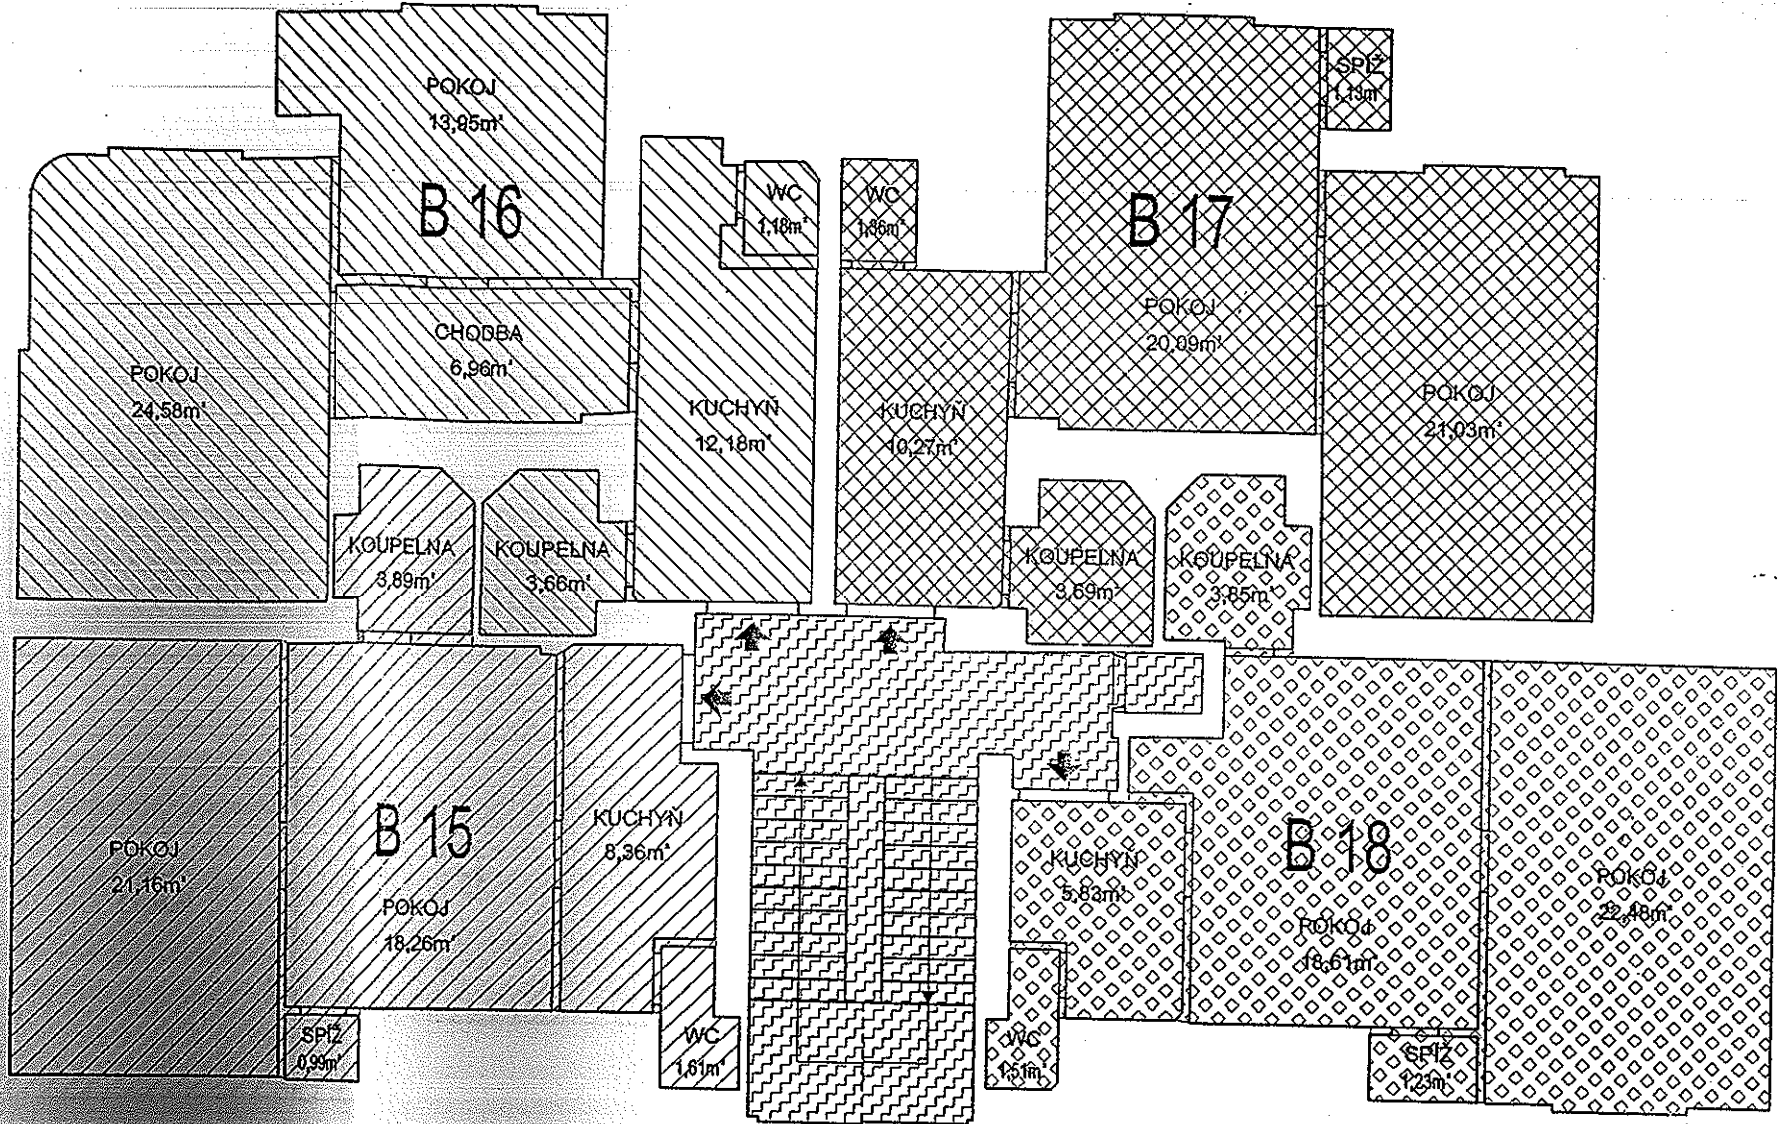 POKOJ
13,95m²
B 16
WC
1,18m²
CHODBA
6,96m²
POKOJ
24,58m²
KUCHYŇ
12,18m²
KOUPELNA
3,66m²
B 17
SPÍŽ
1,13m²
WC
1,36m²
POKOJ
20,09m²
KUCHYŇ
10,27m²
POKOJ
21,03m²
KOUPELNA
3,69m²
KOUPELNA
3,89m²
B 15
POKOJ
21,16m²
POKOJ
18,26m²
KUCHYŇ
8,36m²
SPÍŽ
0,99m²
WC
1,61m²
KOUPELNA
3,85m²
B 18
KUCHYŇ
5,83m²
POKOJ
18,61m²
POKOJ
22,48m²
WC
1,51m²
SPÍŽ
1,23m²